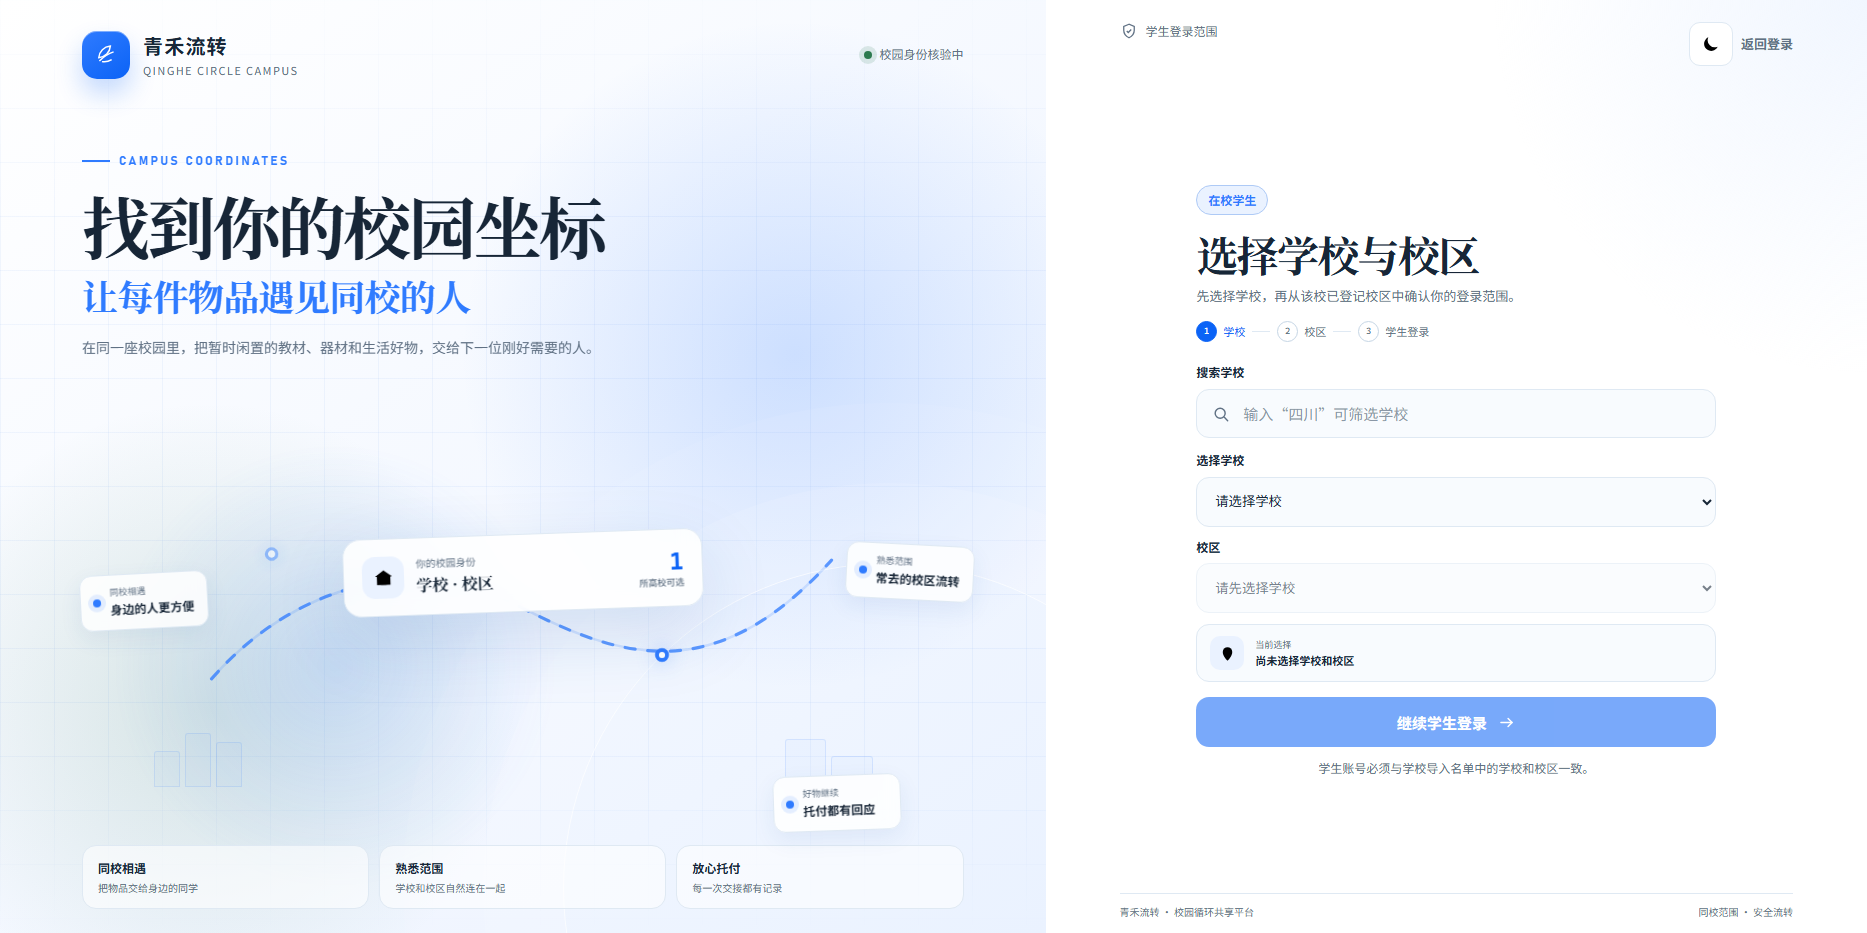 青禾流转
QINGHE CIRCLE CAMPUS
校园身份核验中
CAMPUS COORDINATES
找到你的校园坐标
让每件物品遇见同校的人
在同一座校园里，把暂时闲置的教材、器材和生活好物，交给下一位刚好需要的人。
同校相遇
身边的人更方便
你的校园身份
学校 · 校区
1
所高校可选
熟悉范围
常去的校区流转
好物继续
托付都有回应
同校相遇
把物品交给身边的同学
熟悉范围
学校和校区自然连在一起
放心托付
每一次交接都有记录
学生登录范围
返回登录
在校学生
选择学校与校区
先选择学校，再从该校已登记校区中确认你的登录范围。
1 学校 2 校区 3 学生登录
搜索学校
输入“四川”可筛选学校
选择学校
请选择学校
校区
请先选择学校
当前选择
尚未选择学校和校区
继续学生登录 →
学生账号必须与学校导入名单中的学校和校区一致。
青禾流转 · 校园循环共享平台
同校范围 · 安全流转